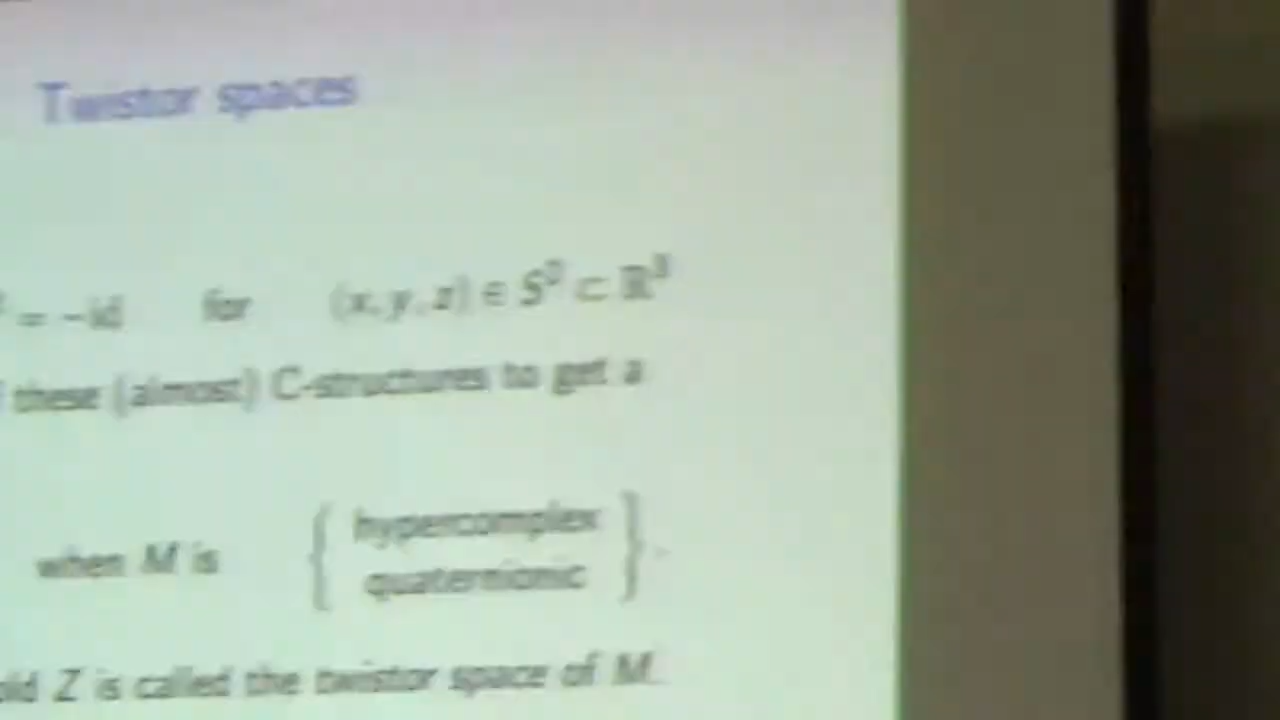 Twistor spaces
= −id for (x, y, z) ∈ S² ⊂ ℝ³
these (almost) C-structures to get a
when M is { hypercomplex
quaternionic }.
Z is called the twistor space of M.